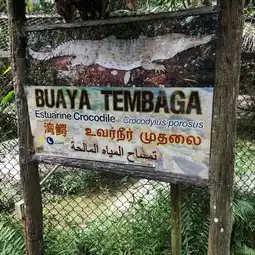 BUAYA TEMBAGA
Estuarine Crocodile - Crocodylus porosus
湾鳄 உவர்நீர் முதலை
تمساح المياه المالحة